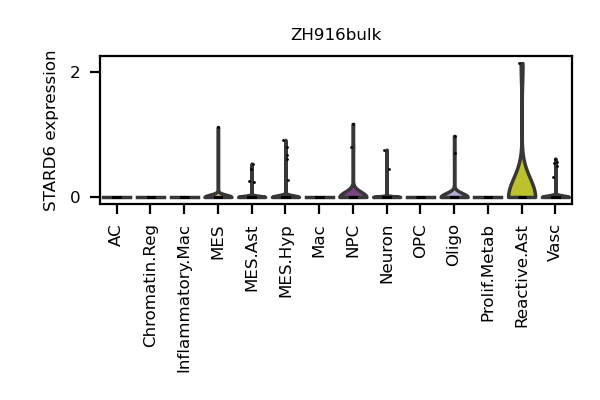 ZH916bulk
STARD6 expression
2
0
AC
Chromatin.Reg
Inflammatory.Mac
MES
MES.Ast
MES.Hyp
Mac
NPC
Neuron
OPC
Oligo
Prolif.Metab
Reactive.Ast
Vasc